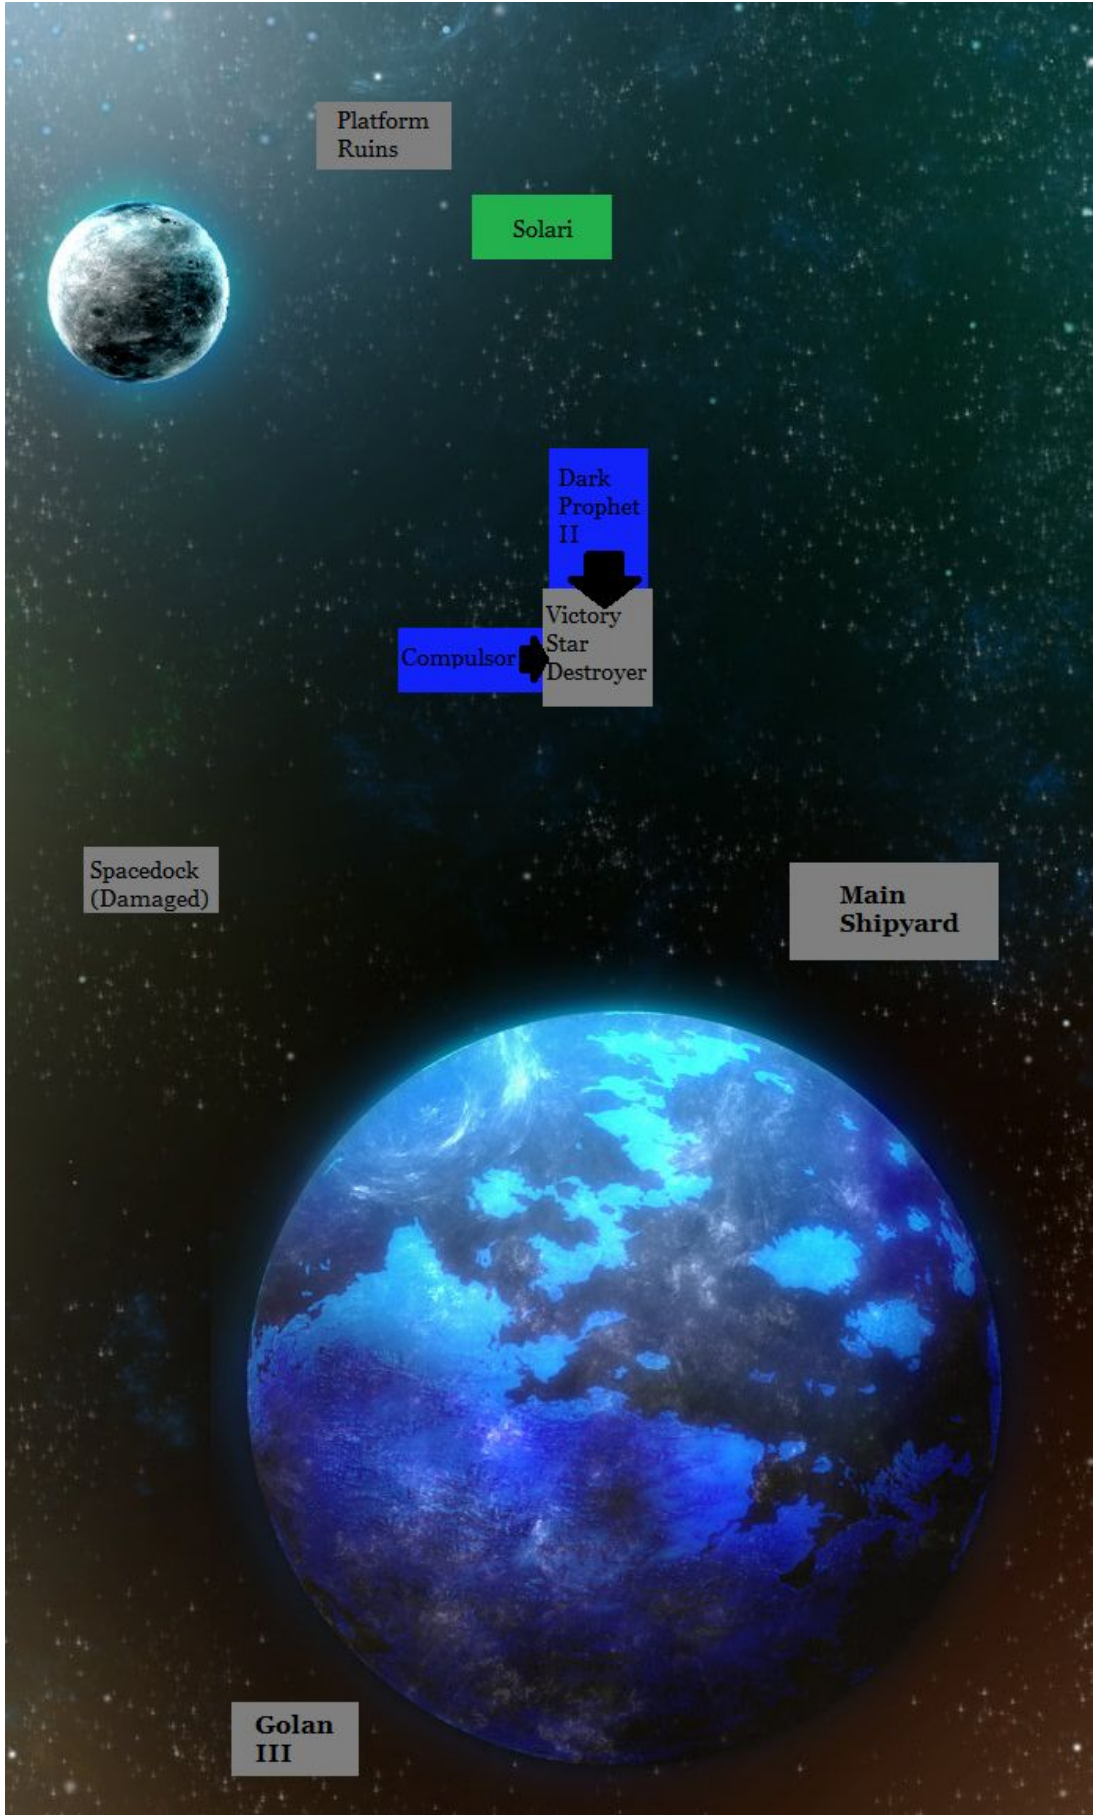 Platform
Ruins
Solari
Dark
Prophet
II
Victory
Star
Destroyer
Compulsor
Spacedock
(Damaged)
Main
Shipyard
Golan
III